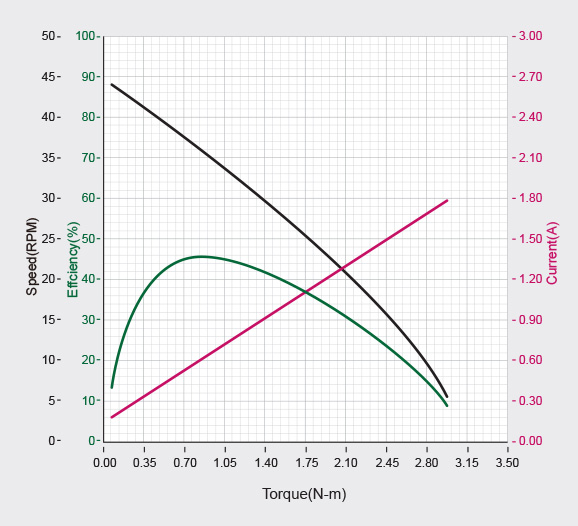 50- 100- - 3.00
45- 90- - 2.70
40- 80- - 2.40
35- 70- - 2.10
30- 60- - 1.80
25- 50- - 1.50
20- 40- - 1.20
15- 30- - 0.90
10- 20- - 0.60
5- 10- - 0.30
0- 0- - 0.00
Speed(RPM)
Effciency(%)
Current(A)
0.00 0.35 0.70 1.05 1.40 1.75 2.10 2.45 2.80 3.15 3.50
Torque(N-m)